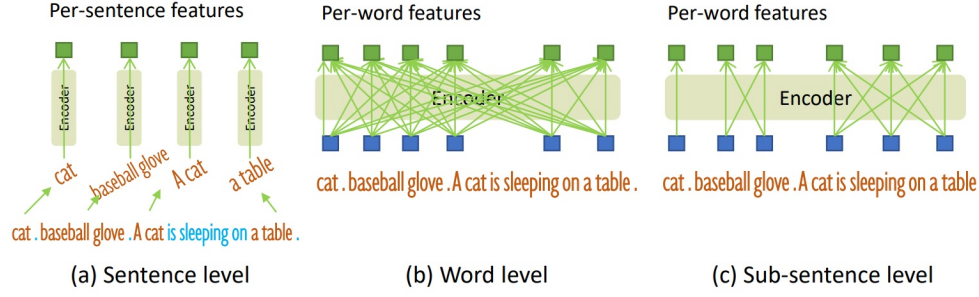 Per-sentence features
Encoder
Encoder
Encoder
Encoder
cat
baseball glove
A cat
a table
cat . baseball glove . A cat is sleeping on a table .
(a) Sentence level
Per-word features
Encoder
cat . baseball glove . A cat is sleeping on a table .
(b) Word level
Per-word features
Encoder
cat . baseball glove . A cat is sleeping on a table
(c) Sub-sentence level